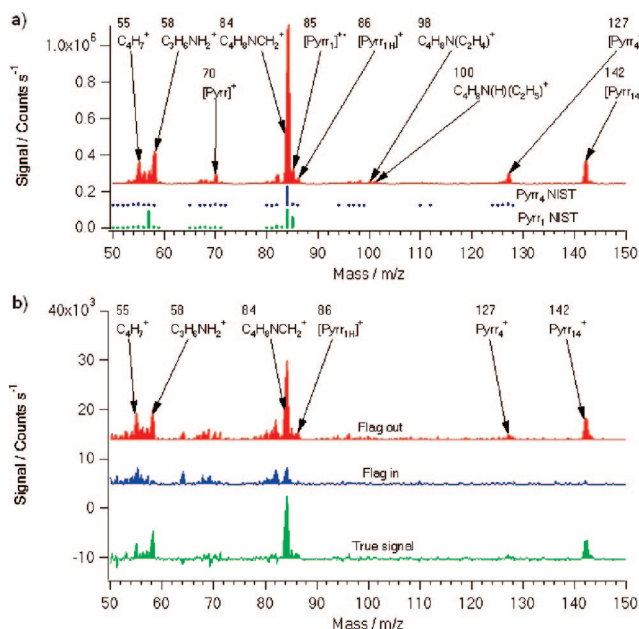 a)
55 58 84 85 86 98 127
C4H7+ C3H6NH2+ C4H8NCH2+ [Pyrr1]+• [Pyrr1H]+ C4H8N(C2H4)+ [Pyrr4
1.0x10⁶
100 142
70 C4H8N(H)(C2H5)+ [Pyrr14
[Pyrr]+
0.8
0.6
0.4
0.2
0.0
Signal / Counts s⁻¹
Pyrr4 NIST
Pyrr1 NIST
50 60 70 80 90 100 110 120 130 140 150
Mass / m/z
b)
40x10³
55 58 84 86 127 142
C4H7+ C3H6NH2+ C4H8NCH2+ [Pyrr1H]+ Pyrr4+ Pyrr14+
30
20
10
0
-10
Signal / Counts s⁻¹
Flag out
Flag in
True signal
50 60 70 80 90 100 110 120 130 140 150
Mass / m/z